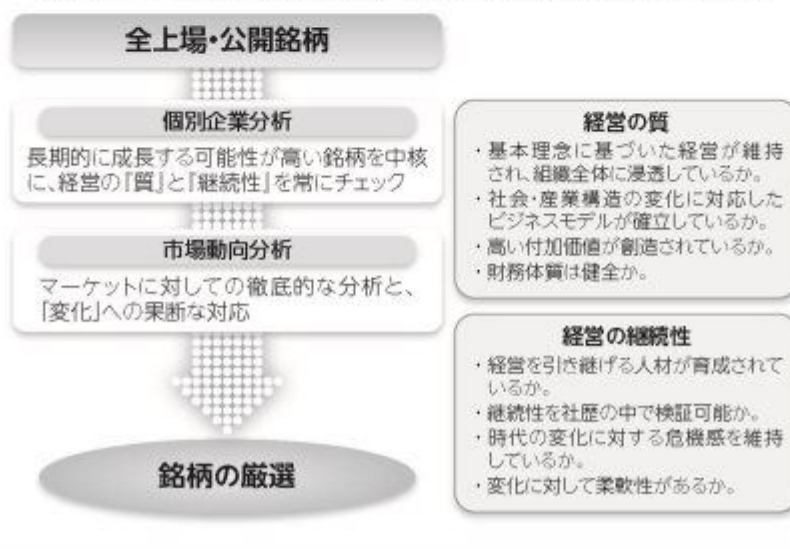 全上場・公開銘柄
個別企業分析
長期的に成長する可能性が高い銘柄を中核
に、経営の『質』と『継続性』を常にチェック
市場動向分析
マーケットに対しての徹底的な分析と、
「変化」への果断な対応
銘柄の厳選
経営の質
・基本理念に基づいた経営が維持
され、組織全体に浸透しているか。
・社会・産業構造の変化に対応した
ビジネスモデルが確立しているか。
・高い付加価値が創造されているか。
・財務体質は健全か。
経営の継続性
・経営を引き継げる人材が育成されて
いるか。
・継続性を社歴の中で検証可能か。
・時代の変化に対する危機感を維持
しているか。
・変化に対して柔軟性があるか。